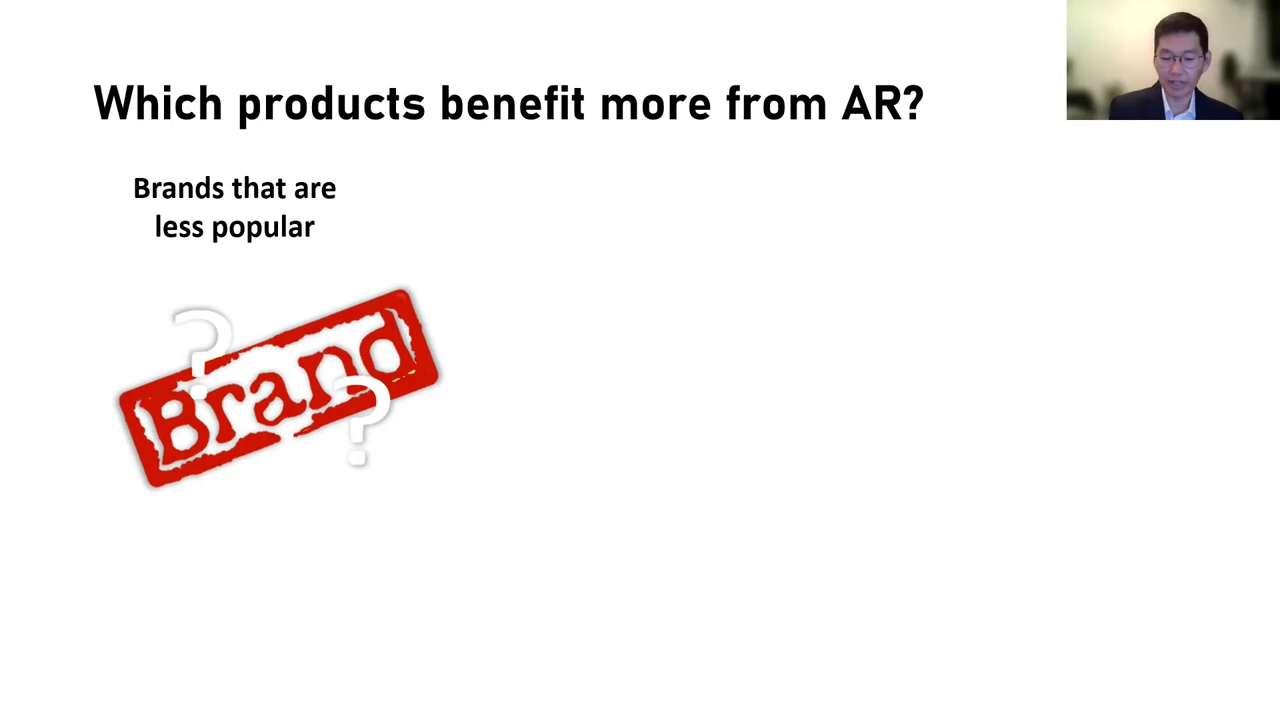 Which products benefit more from AR?
Brands that are
less popular
?
Brand
?